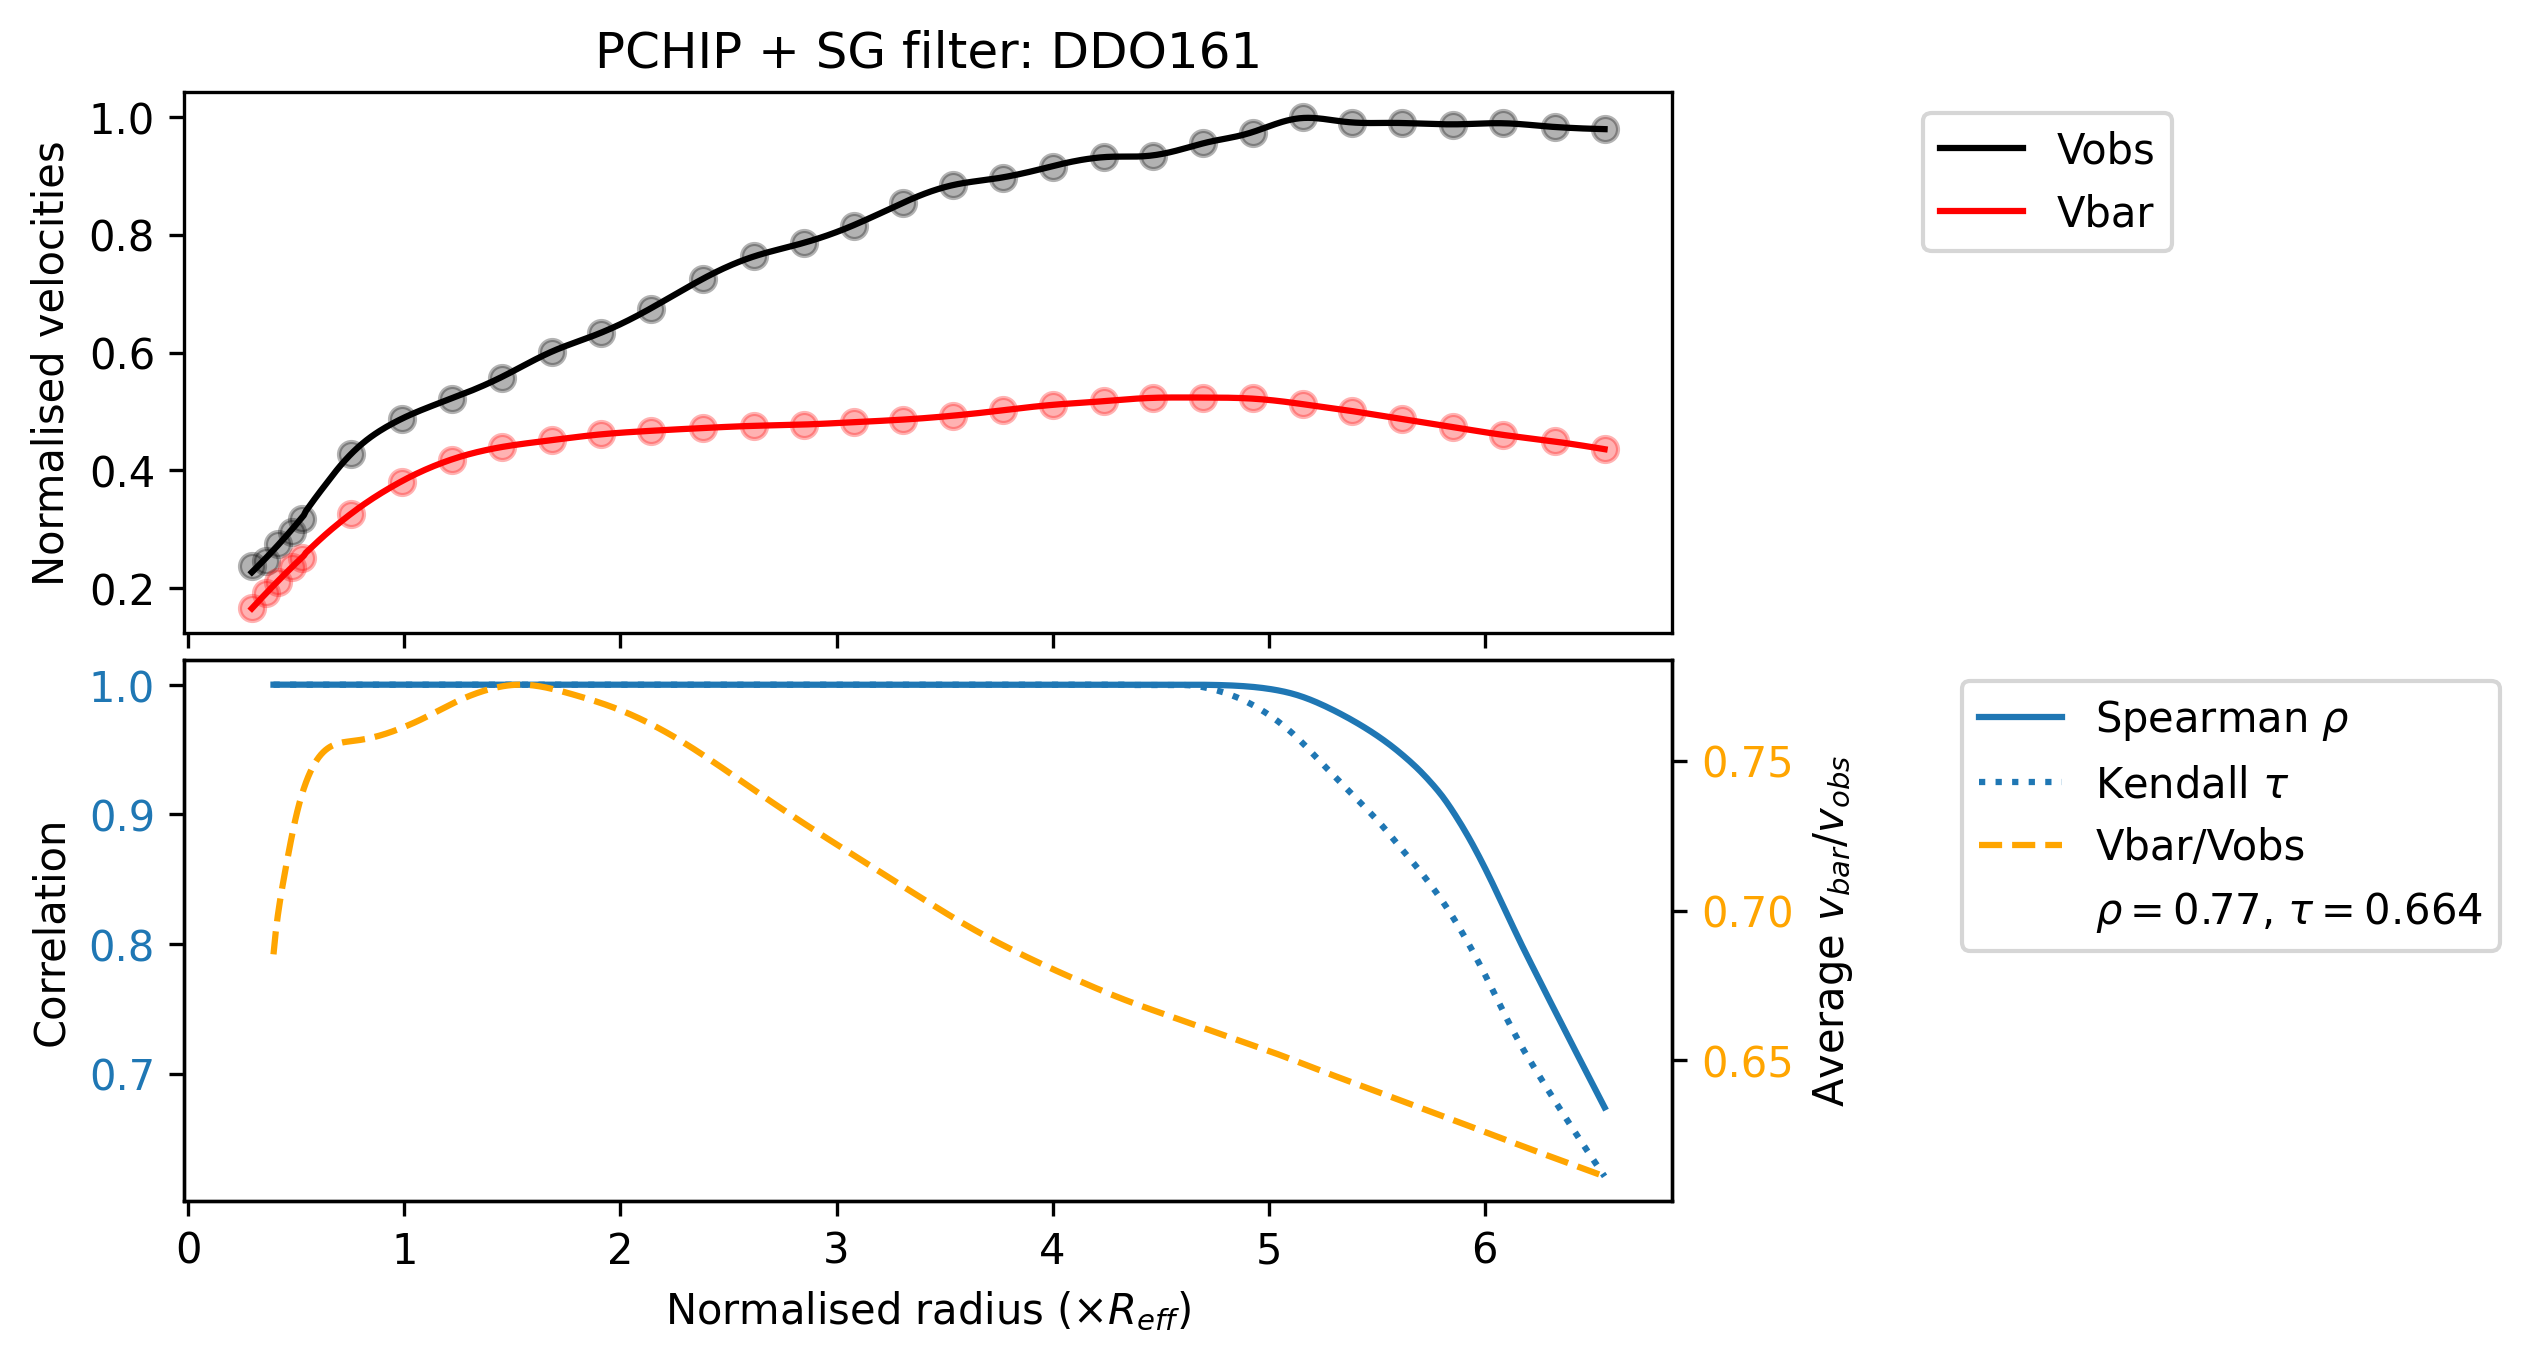 PCHIP + SG filter: DDO161
Normalised velocities
1.0
0.8
0.6
0.4
0.2
Vobs
Vbar
Correlation
1.0
0.9
0.8
0.7
0.75
0.70
0.65
Average v_bar/v_obs
Spearman ρ
Kendall τ
Vbar/Vobs
ρ = 0.77, τ = 0.664
0 1 2 3 4 5 6
Normalised radius (×R_eff)